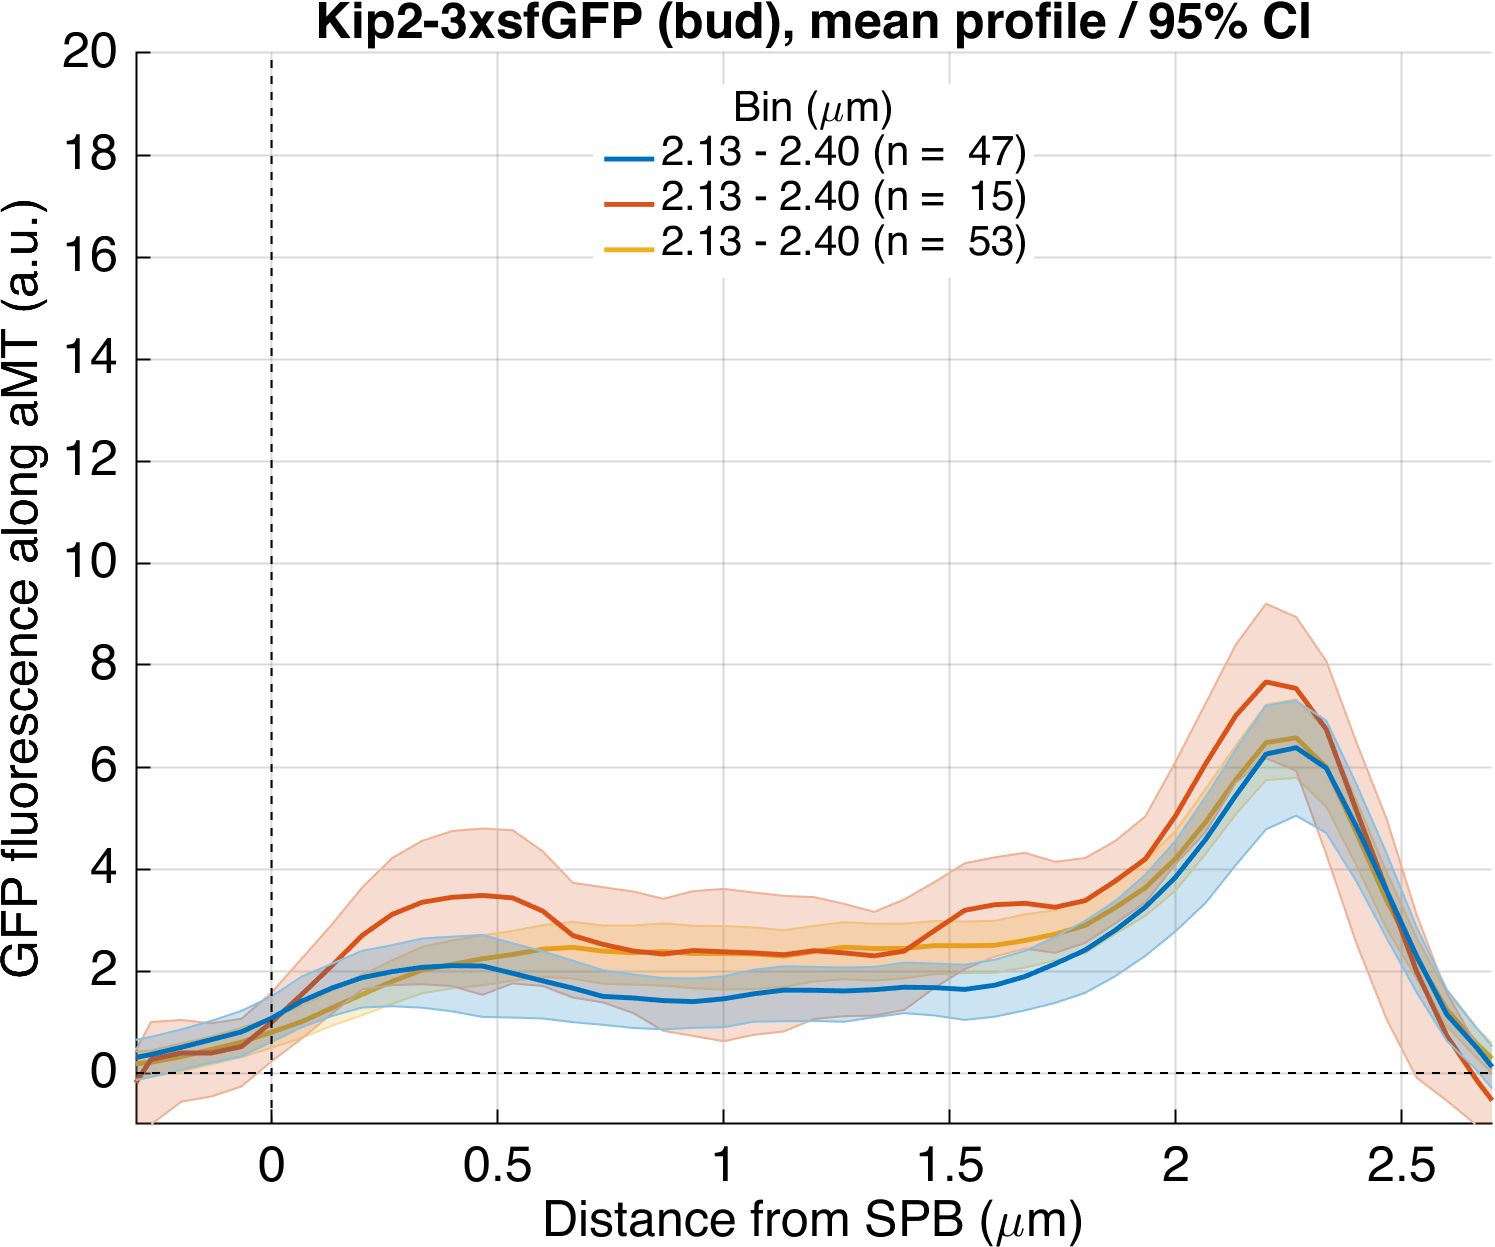 Kip2-3xsfGFP (bud), mean profile / 95% CI
GFP fluorescence along aMT (a.u.)
20
18
16
14
12
10
8
6
4
2
0
Bin (μm)
2.13 - 2.40 (n = 47)
2.13 - 2.40 (n = 15)
2.13 - 2.40 (n = 53)
0 0.5 1 1.5 2 2.5
Distance from SPB (μm)